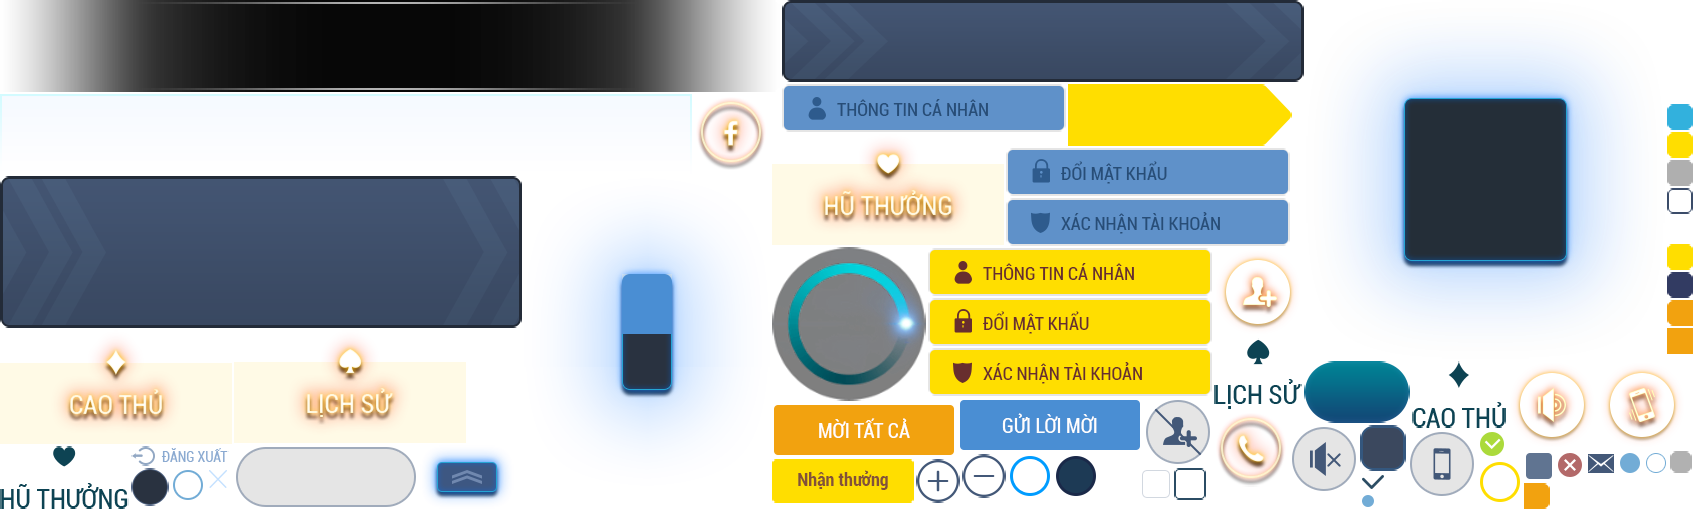 THÔNG TIN CÁ NHÂN
ĐỔI MẬT KHẨU
HŨ THƯỞNG
XÁC NHẬN TÀI KHOẢN
THÔNG TIN CÁ NHÂN
ĐỔI MẬT KHẨU
XÁC NHẬN TÀI KHOẢN
CAO THỦ
LỊCH SỬ
LỊCH SỬ
CAO THỦ
MỜI TẤT CẢ
GỬI LỜI MỜI
ĐĂNG XUẤT
Nhận thưởng
HŨ THƯỞNG